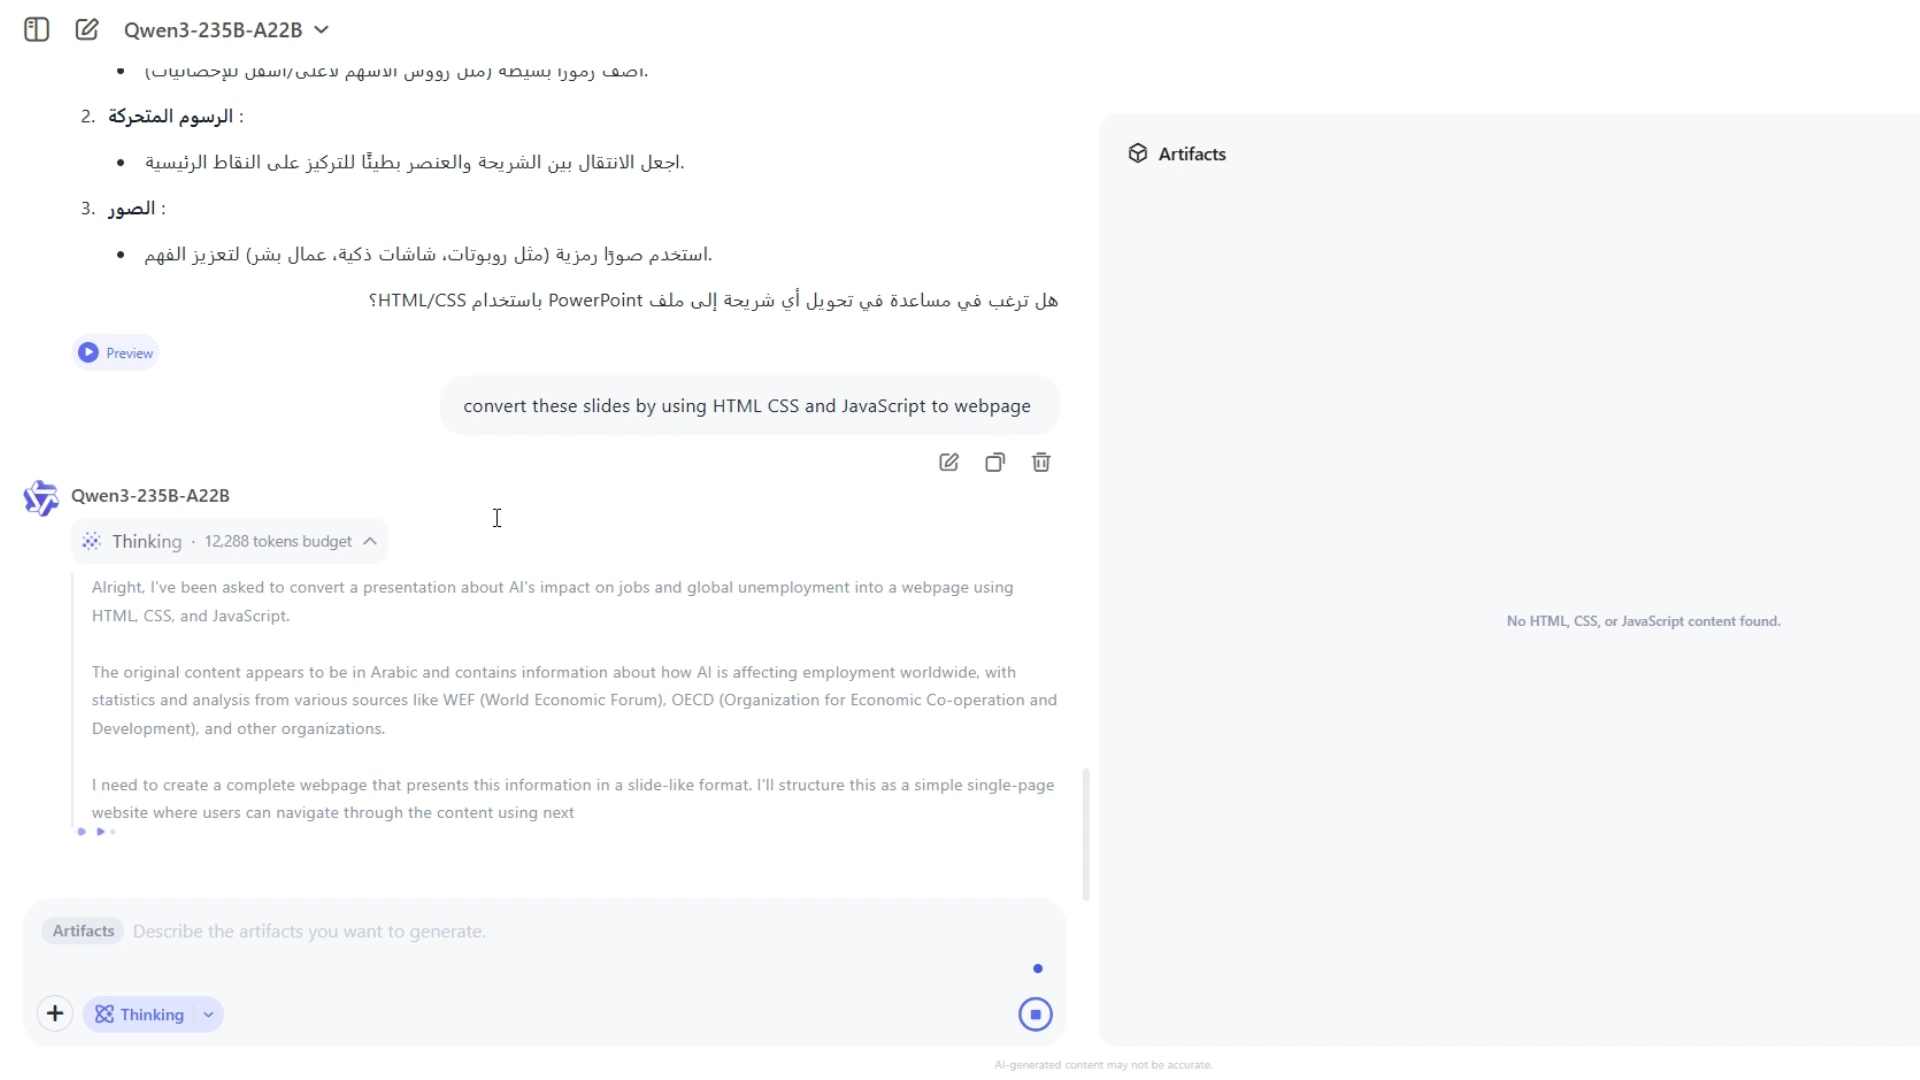 Qwen3-235B-A22B
أضف رموزًا بسيطة (مثل رؤوس الأسهم لأعلى/أسفل للإحصائيات).
2. الرسوم المتحركة :
اجعل الانتقال بين الشريحة والعنصر بطيئًا للتركيز على النقاط الرئيسية.
3. الصور :
استخدم صورًا رمزية (مثل روبوتات، شاشات ذكية، عمال بشر) لتعزيز الفهم.
هل ترغب في مساعدة في تحويل أي شريحة إلى ملف PowerPoint باستخدام HTML/CSS؟
Preview
convert these slides by using HTML CSS and JavaScript to webpage
Qwen3-235B-A22B
Thinking · 12,288 tokens budget
Alright, I've been asked to convert a presentation about AI's impact on jobs and global unemployment into a webpage using
HTML, CSS, and JavaScript.
The original content appears to be in Arabic and contains information about how AI is affecting employment worldwide, with
statistics and analysis from various sources like WEF (World Economic Forum), OECD (Organization for Economic Co-operation and
Development), and other organizations.
I need to create a complete webpage that presents this information in a slide-like format. I'll structure this as a simple single-page
website where users can navigate through the content using next
Artifacts Describe the artifacts you want to generate.
Thinking
Artifacts
No HTML, CSS, or JavaScript content found.
AI-generated content may not be accurate.